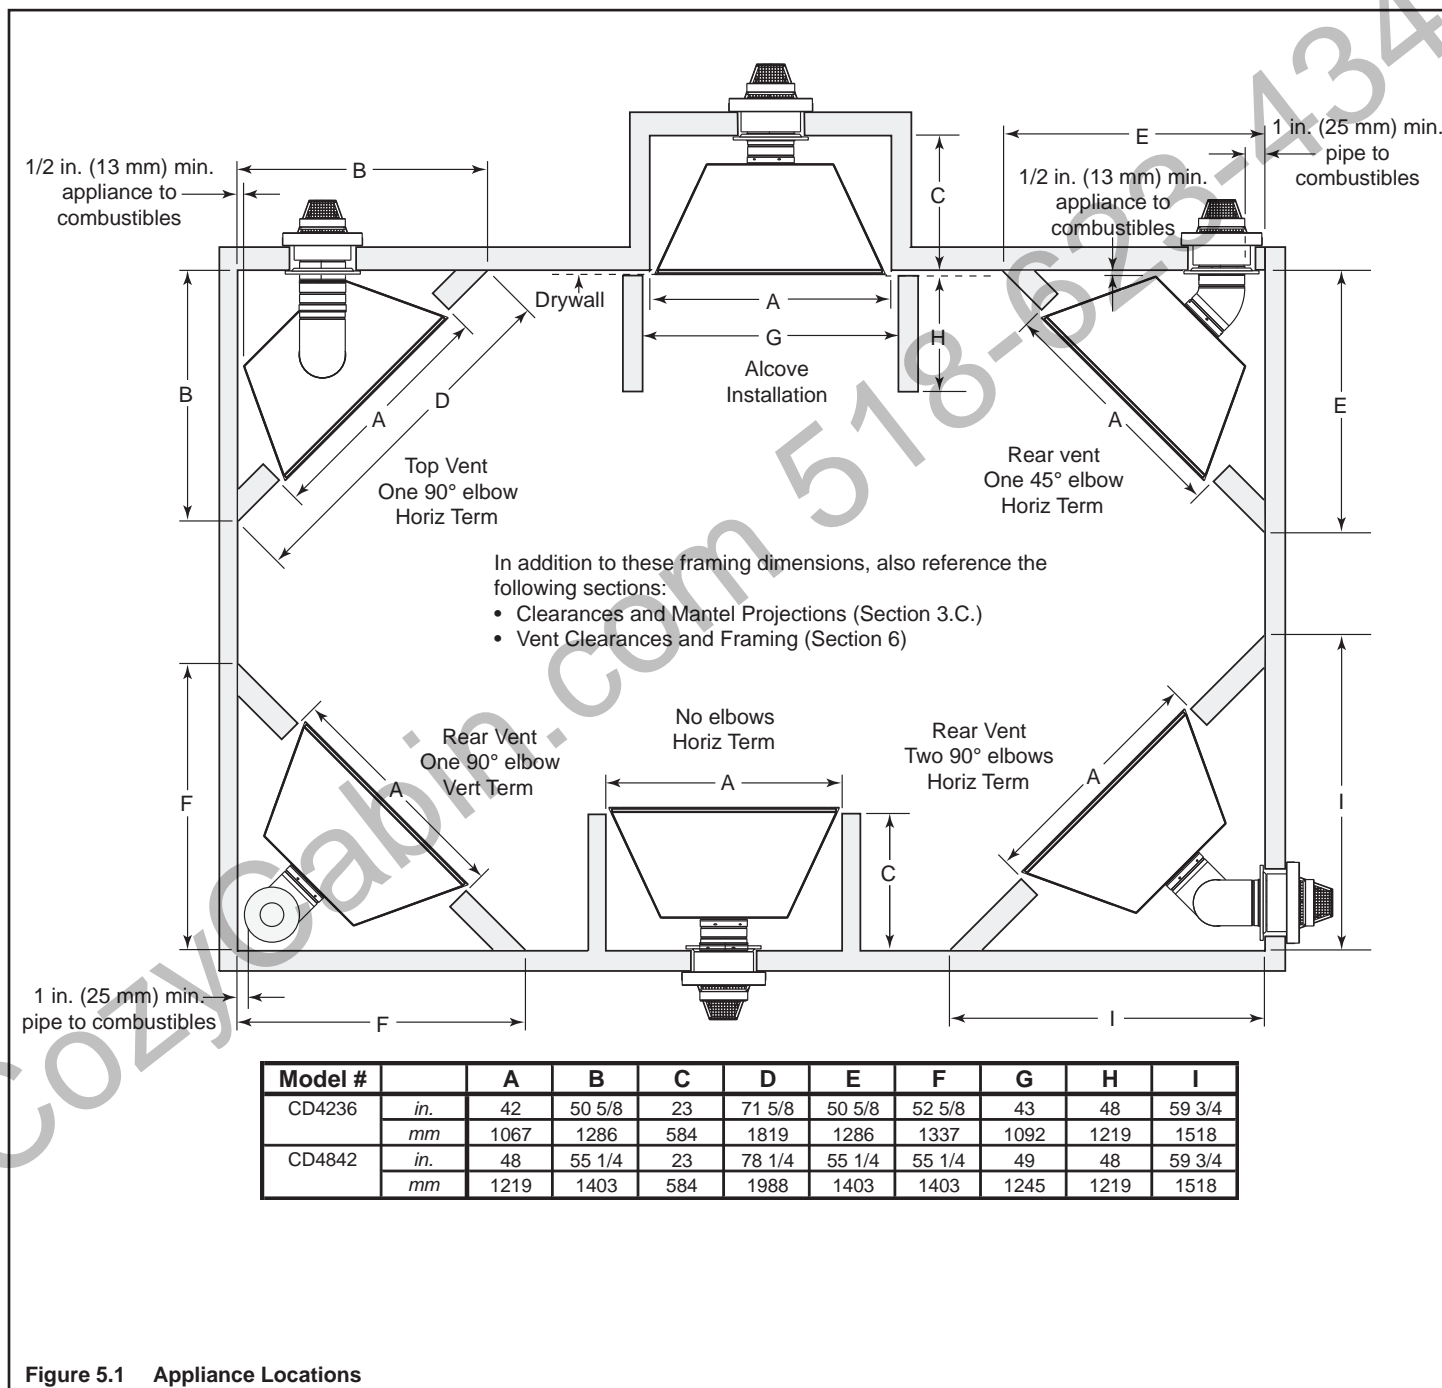 1/2 in. (13 mm) min.
appliance to
combustibles
B
E
1 in. (25 mm) min.
pipe to
combustibles
1/2 in. (13 mm) min.
appliance to
combustibles
C
Drywall
A
G
H
Alcove
Installation
B
A
D
Top Vent
One 90° elbow
Horiz Term
A
E
Rear vent
One 45° elbow
Horiz Term
In addition to these framing dimensions, also reference the
following sections:
• Clearances and Mantel Projections (Section 3.C.)
• Vent Clearances and Framing (Section 6)
Rear Vent
One 90° elbow
Vert Term
A
F
No elbows
Horiz Term
A
C
Rear Vent
Two 90° elbows
Horiz Term
A
I
1 in. (25 mm) min.
pipe to combustibles
F
I
Model # A B C D E F G H I
CD4236 in. 42 50 5/8 23 71 5/8 50 5/8 52 5/8 43 48 59 3/4
mm 1067 1286 584 1819 1286 1337 1092 1219 1518
CD4842 in. 48 55 1/4 23 78 1/4 55 1/4 55 1/4 49 48 59 3/4
mm 1219 1403 584 1988 1403 1403 1245 1219 1518
Figure 5.1 Appliance Locations
CozyCabin.com 518-623-434